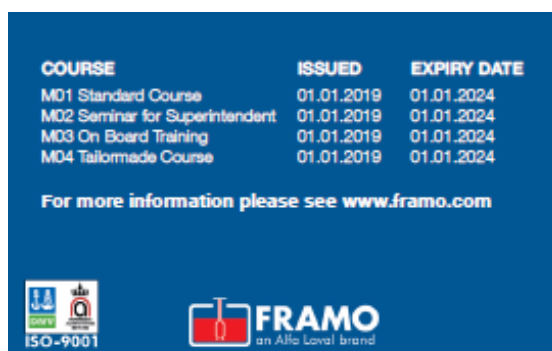 COURSE ISSUED EXPIRY DATE
M01 Standard Course 01.01.2019 01.01.2024
M02 Seminar for Superintendent 01.01.2019 01.01.2024
M03 On Board Training 01.01.2019 01.01.2024
M04 Tailormade Course 01.01.2019 01.01.2024
For more information please see www.framo.com
ISO-9001
FRAMO
an Alfa Laval brand